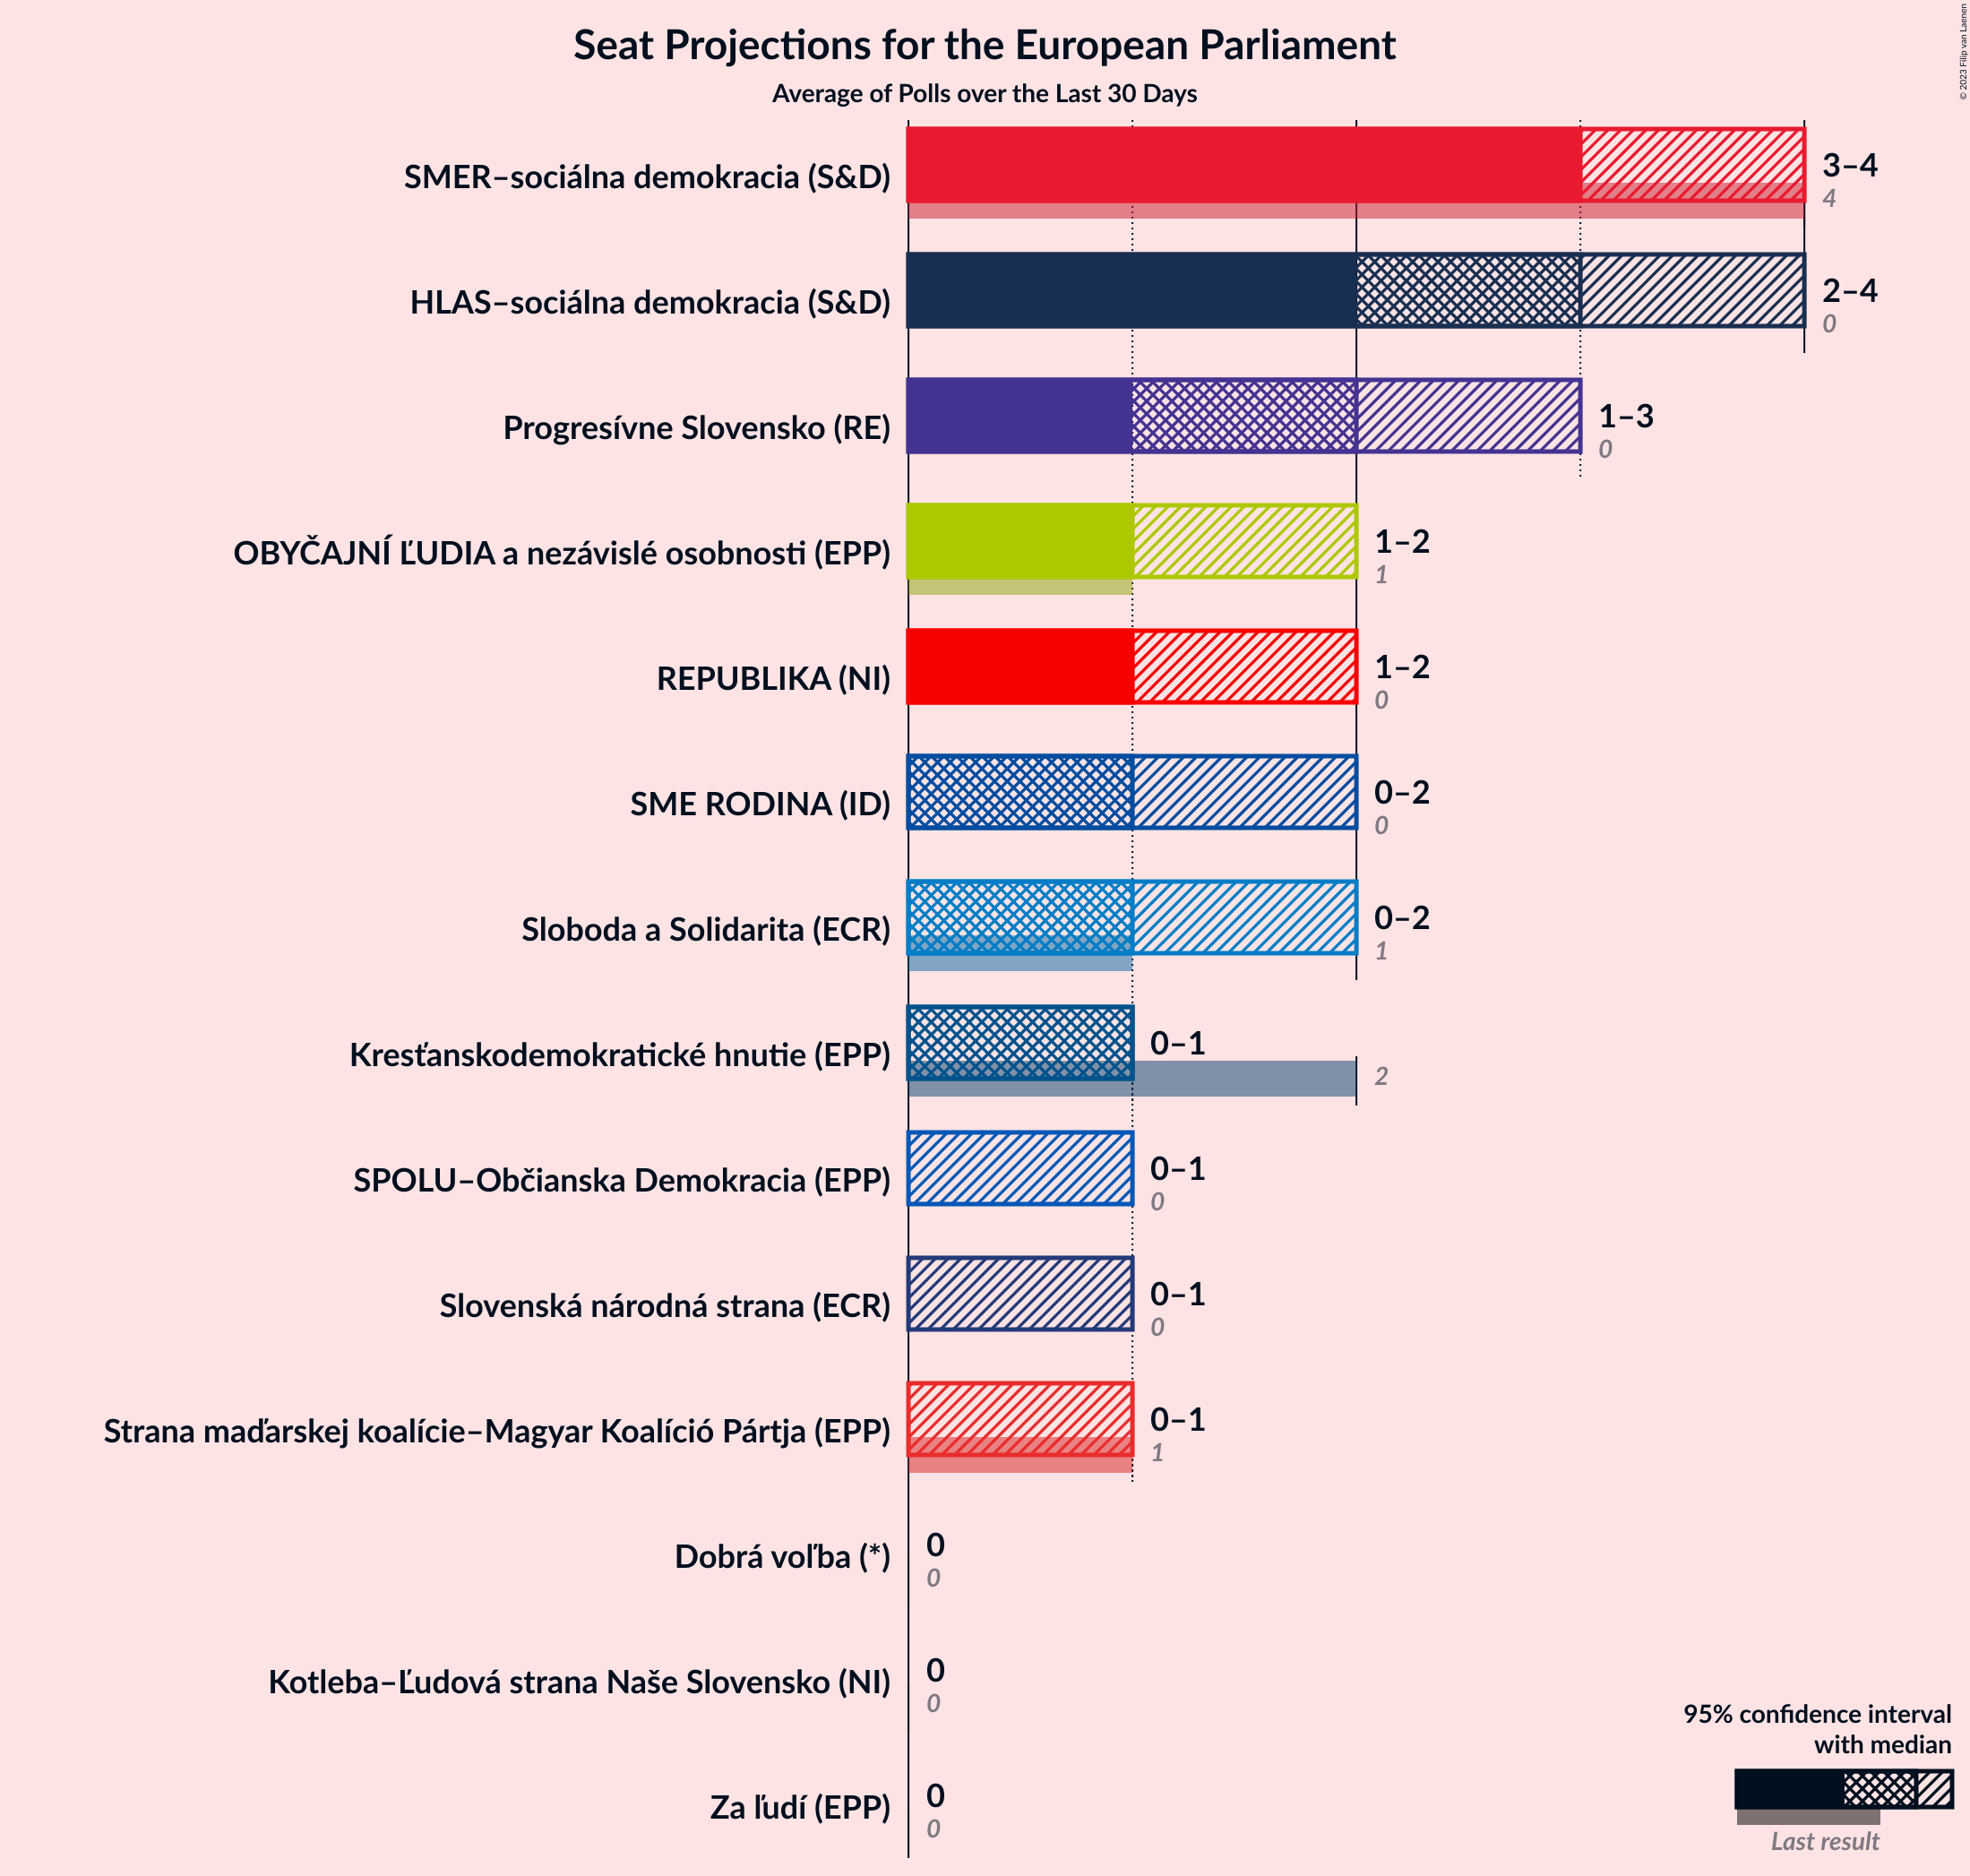 Seat Projections for the European Parliament
Average of Polls over the Last 30 Days
© 2023 Filip van Laenen
SMER–sociálna demokracia (S&D)
3–4
4
HLAS–sociálna demokracia (S&D)
2–4
0
Progresívne Slovensko (RE)
1–3
0
OBYČAJNÍ ĽUDIA a nezávislé osobnosti (EPP)
1–2
1
REPUBLIKA (NI)
1–2
0
SME RODINA (ID)
0–2
0
Sloboda a Solidarita (ECR)
0–2
1
Kresťanskodemokratické hnutie (EPP)
0–1
2
SPOLU–Občianska Demokracia (EPP)
0–1
0
Slovenská národná strana (ECR)
0–1
0
Strana maďarskej koalície–Magyar Koalíció Pártja (EPP)
0–1
1
Dobrá voľba (*)
0
0
Kotleba–Ľudová strana Naše Slovensko (NI)
0
0
Za ľudí (EPP)
0
0
95% confidence interval
with median
Last result